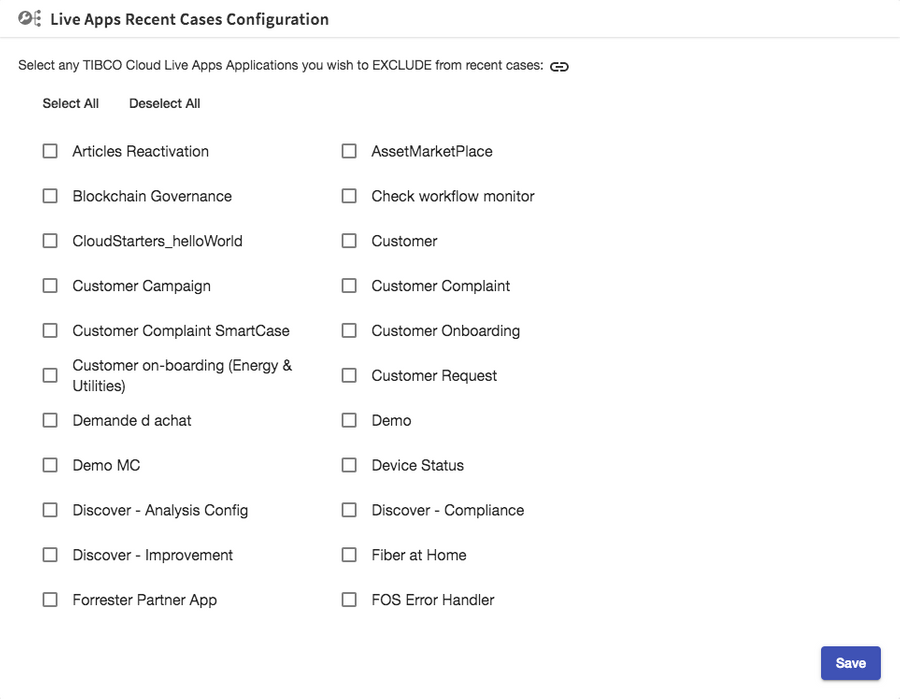 Live Apps Recent Cases Configuration
Select any TIBCO Cloud Live Apps Applications you wish to EXCLUDE from recent cases:
Select All Deselect All
Articles Reactivation AssetMarketPlace
Blockchain Governance Check workflow monitor
CloudStarters_helloWorld Customer
Customer Campaign Customer Complaint
Customer Complaint SmartCase Customer Onboarding
Customer on-boarding (Energy &
Utilities) Customer Request
Demande d achat Demo
Demo MC Device Status
Discover - Analysis Config Discover - Compliance
Discover - Improvement Fiber at Home
Forrester Partner App FOS Error Handler
Save